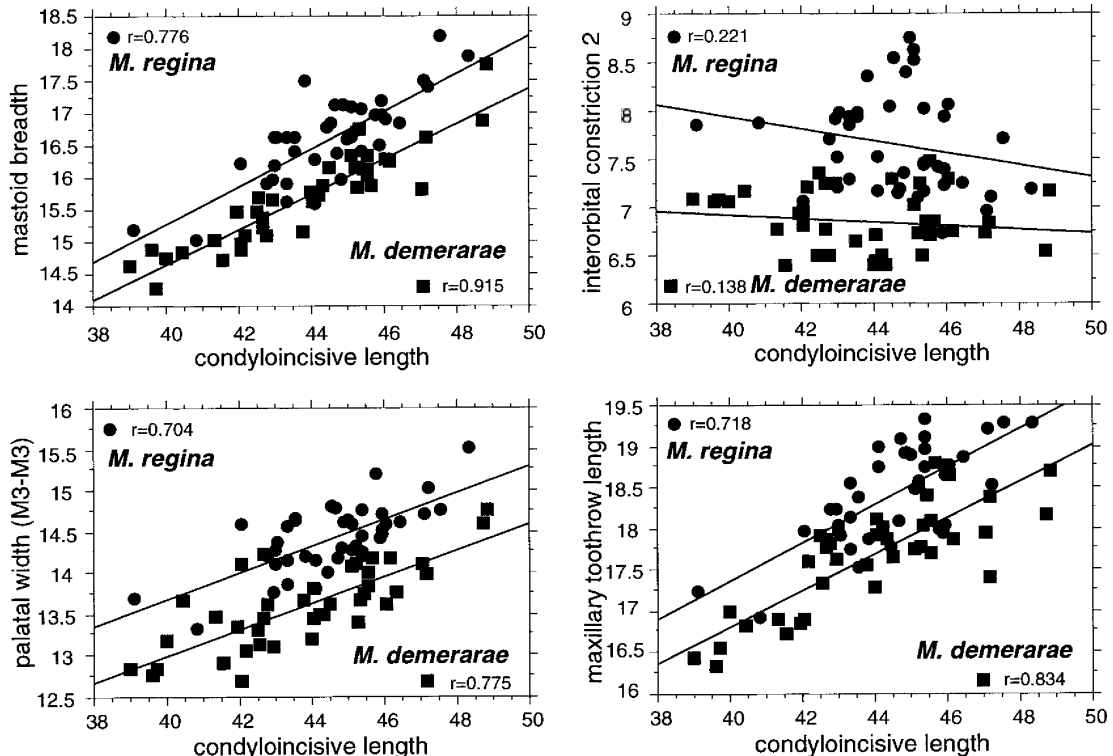 18.5
18
17.5
17
16.5
16
15.5
15
14.5
14
mastoid breadth
r=0.776
M. regina
M. demerarae
r=0.915
38 40 42 44 46 48 50
condyloincisive length
9
8.5
8
7.5
7
6.5
6
interorbital constriction 2
r=0.221
M. regina
r=0.138 M. demerarae
38 40 42 44 46 48 50
condyloincisive length
16
15.5
15
14.5
14
13.5
13
12.5
palatal width (M3-M3)
r=0.704
M. regina
M. demerarae
r=0.775
38 40 42 44 46 48 50
condyloincisive length
19.5
19
18.5
18
17.5
17
16.5
16
maxillary toothrow length
r=0.718
M. regina
M. demerarae
r=0.834
38 40 42 44 46 48 50
condyloincisive length